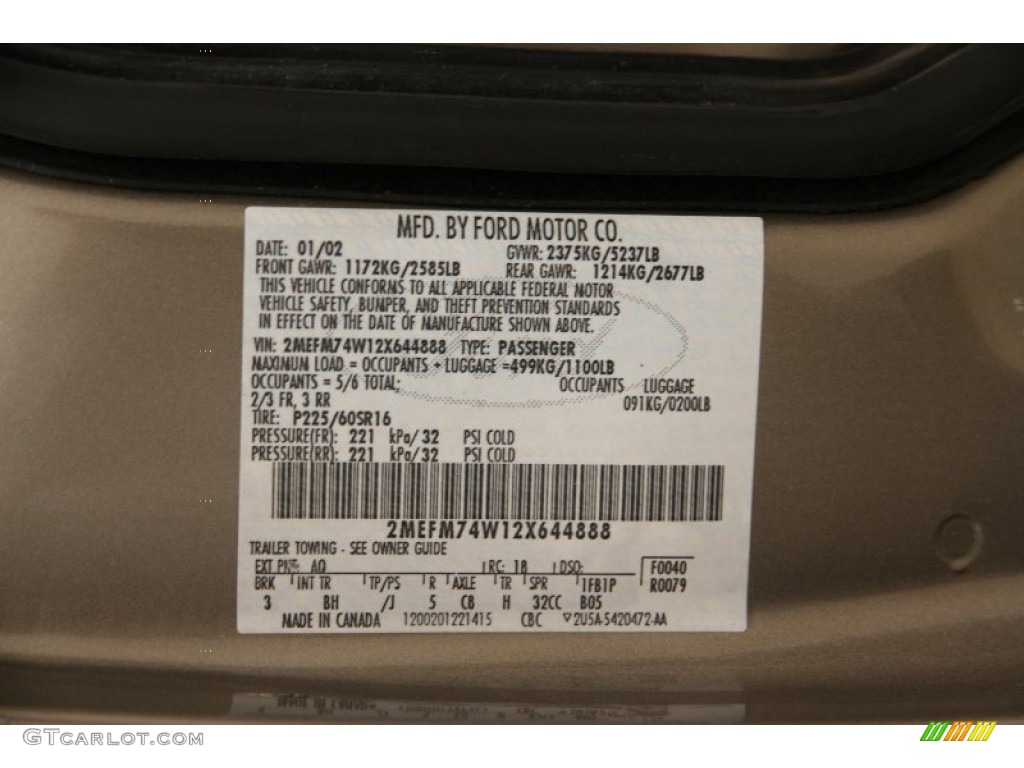 MFD. BY FORD MOTOR CO.
DATE: 01/02 GVWR: 2375KG/5237LB
FRONT GAWR: 1172KG/2585LB REAR GAWR: 1214KG/2677LB
THIS VEHICLE CONFORMS TO ALL APPLICABLE FEDERAL MOTOR
VEHICLE SAFETY, BUMPER, AND THEFT PREVENTION STANDARDS
IN EFFECT ON THE DATE OF MANUFACTURE SHOWN ABOVE.
VIN: 2MEFM74W12X644888 TYPE: PASSENGER
MAXIMUM LOAD = OCCUPANTS + LUGGAGE =499KG/1100LB
OCCUPANTS = 5/6 TOTAL; OCCUPANTS LUGGAGE
2/3 FR, 3 RR 091KG/0200LB
TIRE: P225/60SR16
PRESSURE(FR): 221 kPa/32 PSI COLD
PRESSURE(RR): 221 kPa/32 PSI COLD
2MEFM74W12X644888
TRAILER TOWING - SEE OWNER GUIDE
EXT PNT: AQ RC: 18 DSO: F0040
BRK INT TR TP/PS R AXLE TR SPR 1FB1P R0079
3 BH /J 5 C8 H 32CC B05
MADE IN CANADA 1200201221415 CBC 2U5A-5420472-AA
GTcarlot.com